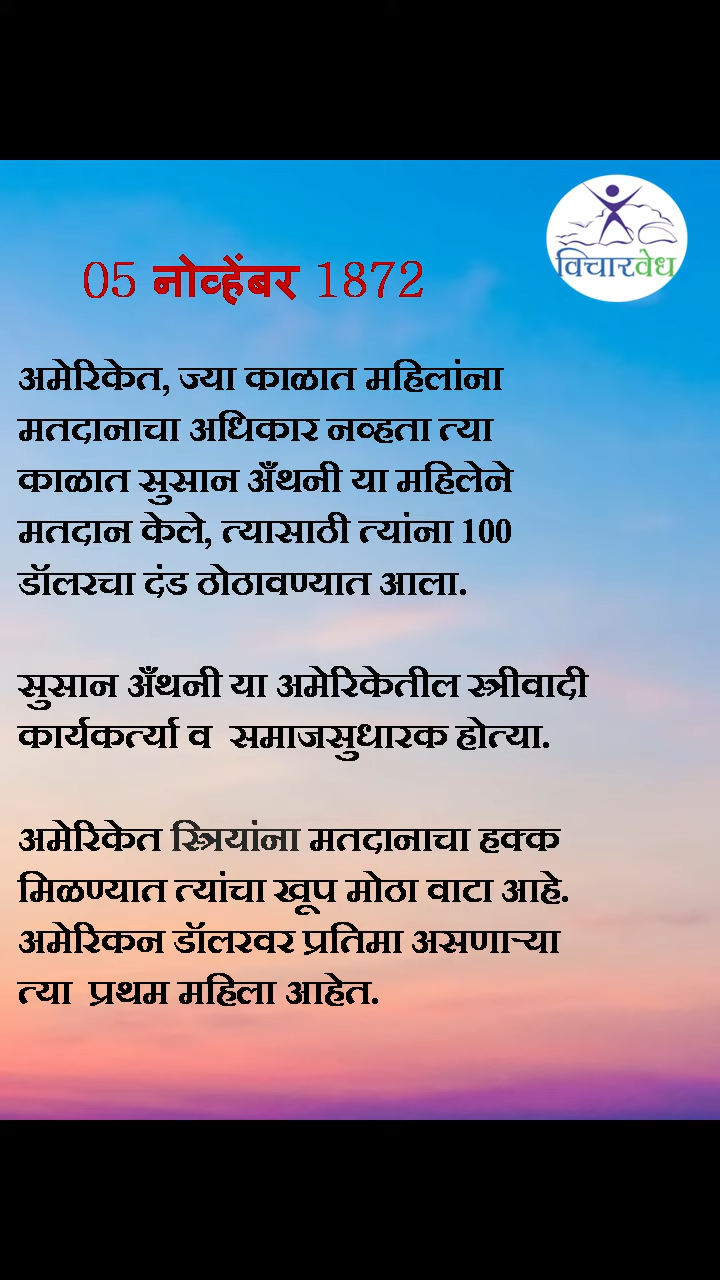 विचारवेध
05 नोव्हेंबर 1872
अमेरिकेत, ज्या काळात महिलांना
मतदानाचा अधिकार नव्हता त्या
काळात सुसान अँथनी या महिलेने
मतदान केले, त्यासाठी त्यांना 100
डॉलरचा दंड ठोठावण्यात आला.
सुसान अँथनी या अमेरिकेतील स्त्रीवादी
कार्यकर्त्या व समाजसुधारक होत्या.
अमेरिकेत स्त्रियांना मतदानाचा हक्क
मिळण्यात त्यांचा खूप मोठा वाटा आहे.
अमेरिकन डॉलरवर प्रतिमा असणाऱ्या
त्या प्रथम महिला आहेत.